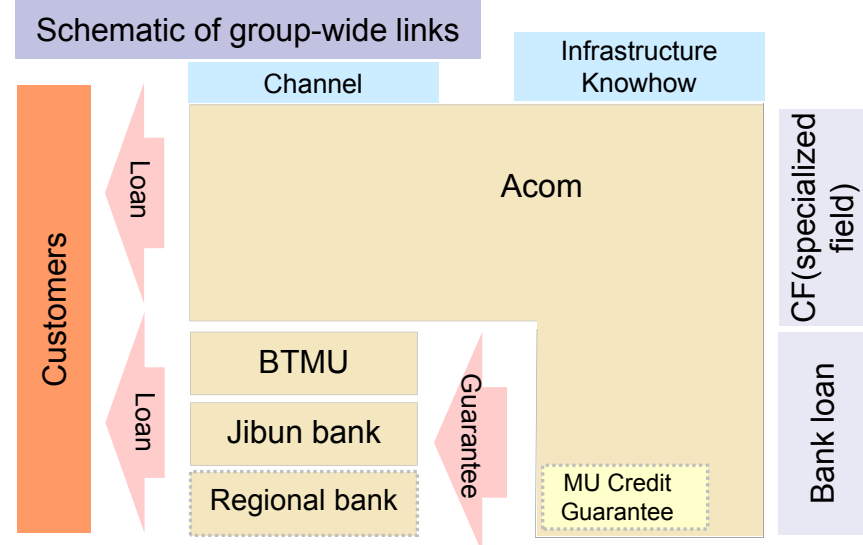 Schematic of group-wide links
Channel
Infrastructure
Knowhow
Customers
Loan
Acom
CF(specialized
field)
Loan
BTMU
Jibun bank
Regional bank
Guarantee
MU Credit
Guarantee
Bank loan